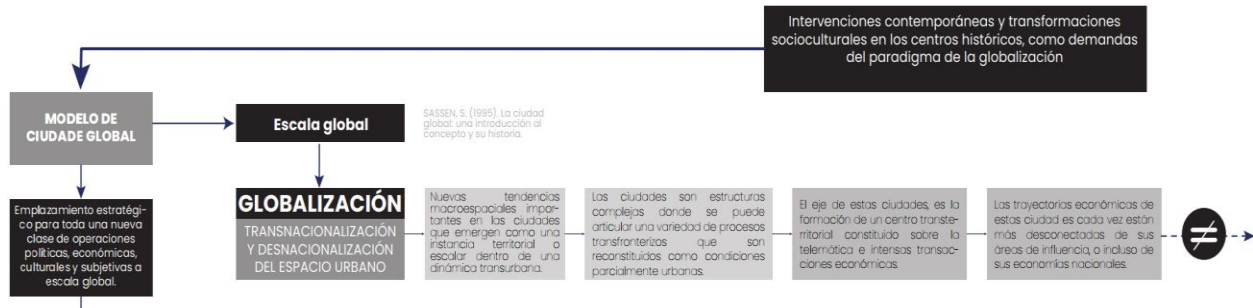 Intervenciones contemporáneas y transformaciones
socioculturales en los centros históricos, como demandas
del paradigma de la globalización
MODELO DE
CIUDADE GLOBAL
Escala global
SASSEN, S. (1995). La ciudad
global: una introducción al
concepto y su historia.
Emplazamiento estratégi-
co para toda una nueva
clase de operaciones
políticas, económicas,
culturales y subjetivas a
escala global.
GLOBALIZACIÓN
TRANSNACIONALIZACIÓN
Y DESNACIONALIZACIÓN
DEL ESPACIO URBANO
Nuevas tendencias
macroespaciales impor-
tantes en las ciudades
que emergen como una
instancia territorial o
escalar dentro de una
dinámica transurbana.
Las ciudades son estructuras
complejas donde se puede
articular una variedad de procesos
transfronterizos que son
reconstituidos como condiciones
parcialmente urbanas.
El eje de estas ciudades, es la
formación de un centro transte-
rritorial constituido sobre la
telemática e intensas transac-
ciones económicas.
Las trayectorias económicas de
estas ciudad es cada vez están
más desconectadas de sus
áreas de influencia, o incluso de
sus economías nacionales.
≠